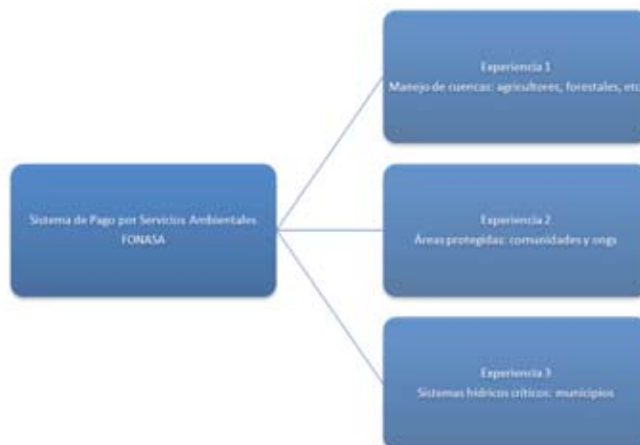 Experiencia 1
Manejo de cuencas: agricultores, forestales, etc
Sistema de Pago por Servicios Ambientales
FONASA
Experiencia 2
Áreas protegidas: comunidades y ongs
Experiencia 3
Sistemas hídricos críticos: municipios